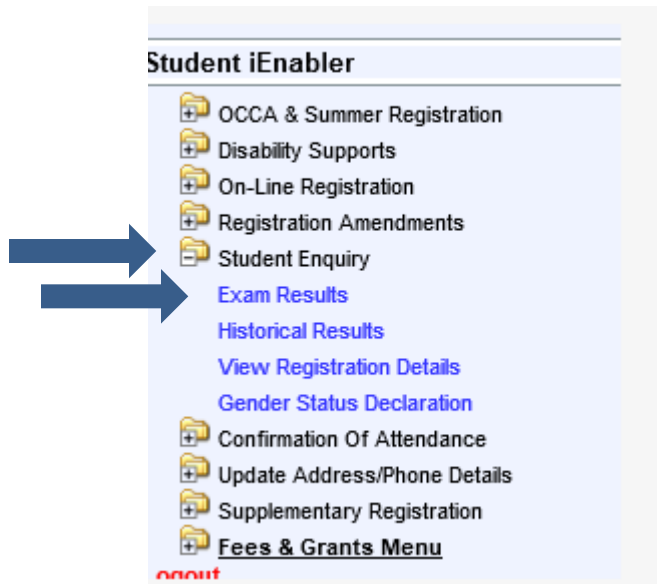 Student iEnabler
OCCA & Summer Registration
Disability Supports
On-Line Registration
Registration Amendments
Student Enquiry
Exam Results
Historical Results
View Registration Details
Gender Status Declaration
Confirmation Of Attendance
Update Address/Phone Details
Supplementary Registration
Fees & Grants Menu
ogout